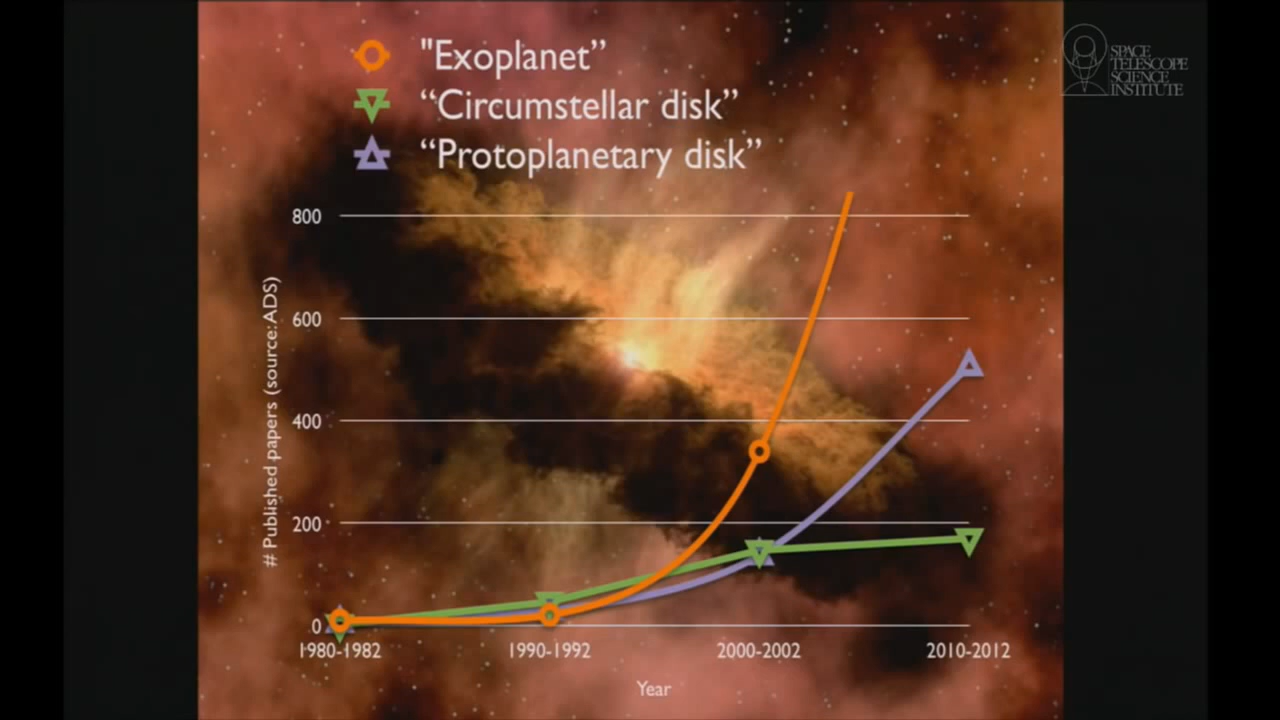 "Exoplanet”
“Circumstellar disk”
“Protoplanetary disk”
SPACE
TELESCOPE
SCIENCE
INSTITUTE
# Published papers (source:ADS)
800
600
400
200
0
1980-1982 1990-1992 2000-2002 2010-2012
Year